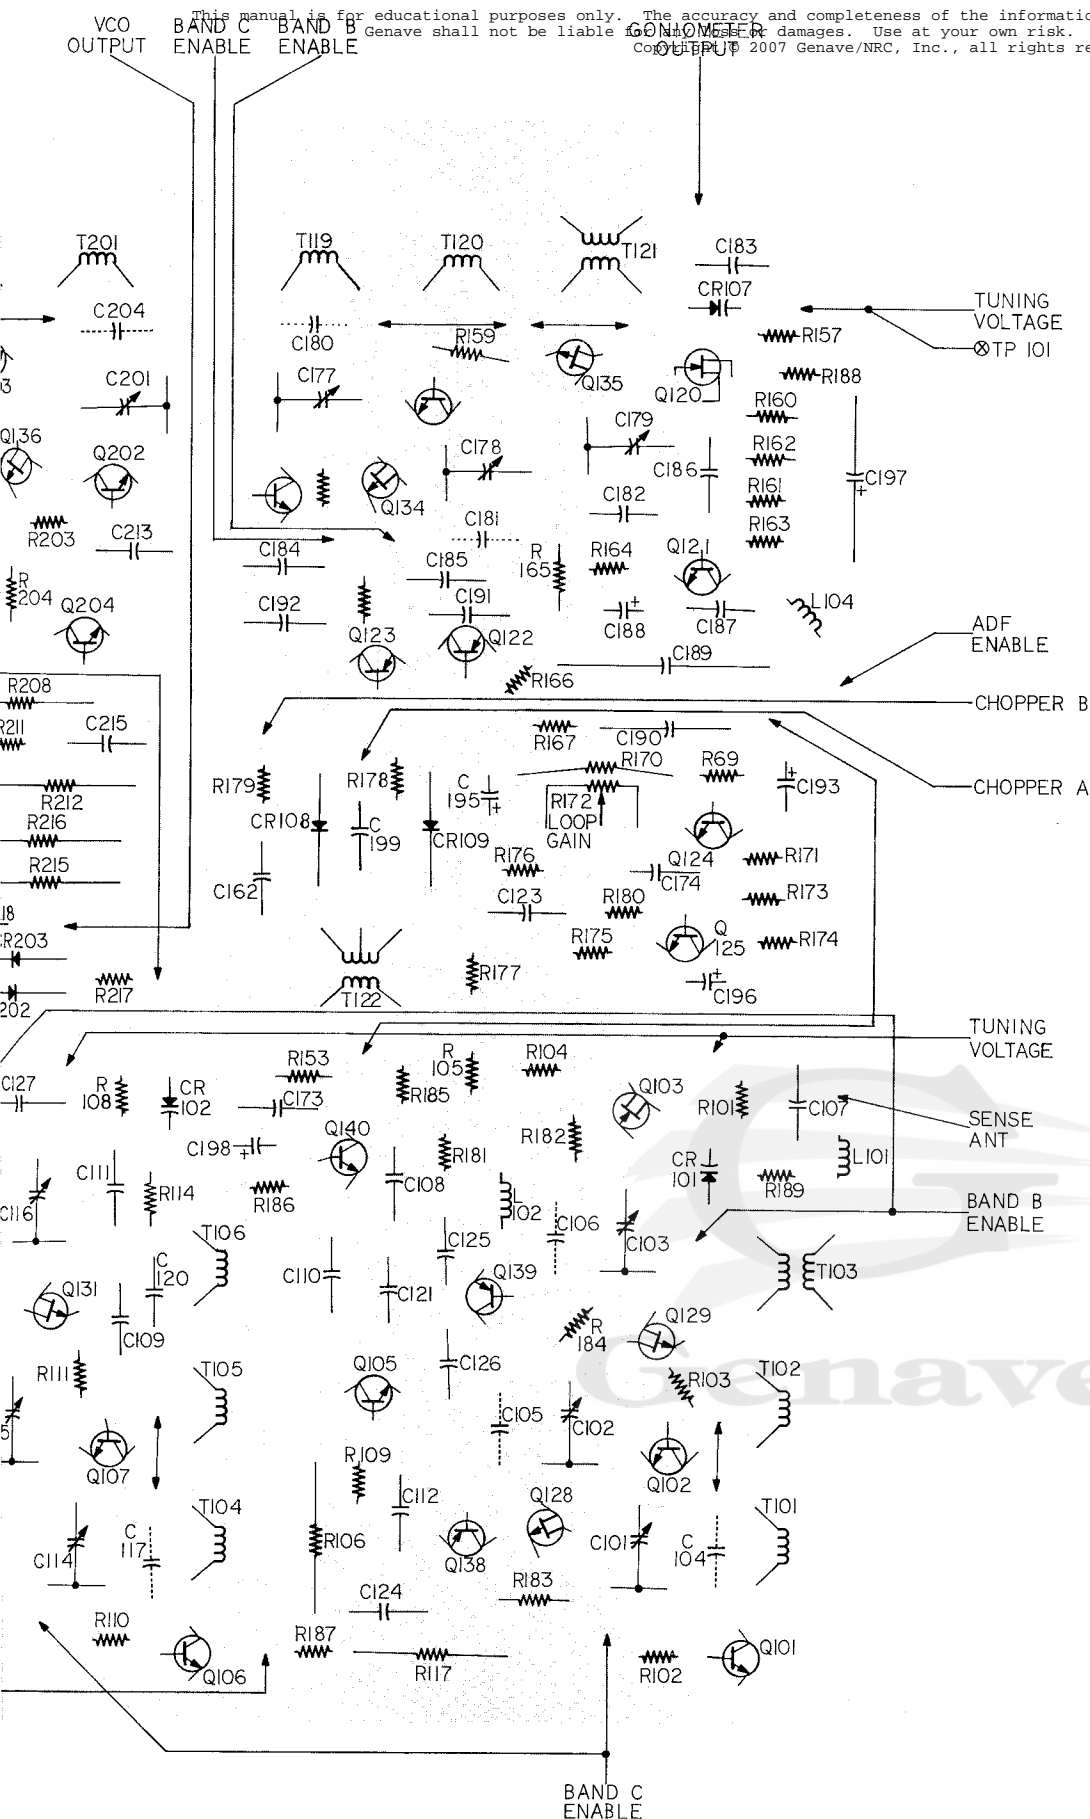 This manual is for educational purposes only. The accuracy and completeness of the informatio
Genave shall not be liable for any loss or damages. Use at your own risk.
Copyright © 2007 Genave/NRC, Inc., all rights re
VCO
OUTPUT
BAND C
ENABLE
BAND B
ENABLE
GONIOMETER
OUTPUT
T201
T119
T120
T121
C183
CR107
TUNING
VOLTAGE
TP 101
C204
C180
R159
Q135
R157
R188
C201
C177
Q120
R160
C179
Q136
Q202
C178
R162
C186
C197
Q134
C182
R161
R203
C213
C181
R163
C184
C185
R
165
R164
Q121
R
204
Q204
C192
C191
C188
C187
L104
Q123
Q122
C189
ADF
ENABLE
R166
R208
CHOPPER B
R211
C215
R167
C190
R179
R178
C
195
R170
R69
C193
CHOPPER A
R212
R172
LOOP
GAIN
R216
CR108
C
199
CR109
Q124
R215
C162
R176
C174
R171
C123
R180
R173
18
CR203
R175
Q
125
R174
R217
R177
C196
202
T122
TUNING
VOLTAGE
C127
R
108
CR
102
R153
C173
R
105
R185
R104
Q103
R101
C107
SENSE
ANT
C198
Q140
R181
R182
CR
101
L101
C111
R114
R186
C108
L
102
R189
C116
C106
BAND B
ENABLE
T106
C125
C103
C
120
C110
C121
Q139
T103
Q131
C109
R
184
Q129
R111
T105
Q105
C126
R103
T102
5
C105
C102
Q107
R109
Q102
T104
C112
Q128
T101
C114
C
117
R106
Q138
C101
C
104
C124
R183
R110
R187
R117
Q106
R102
Q101
BAND C
ENABLE
Genave